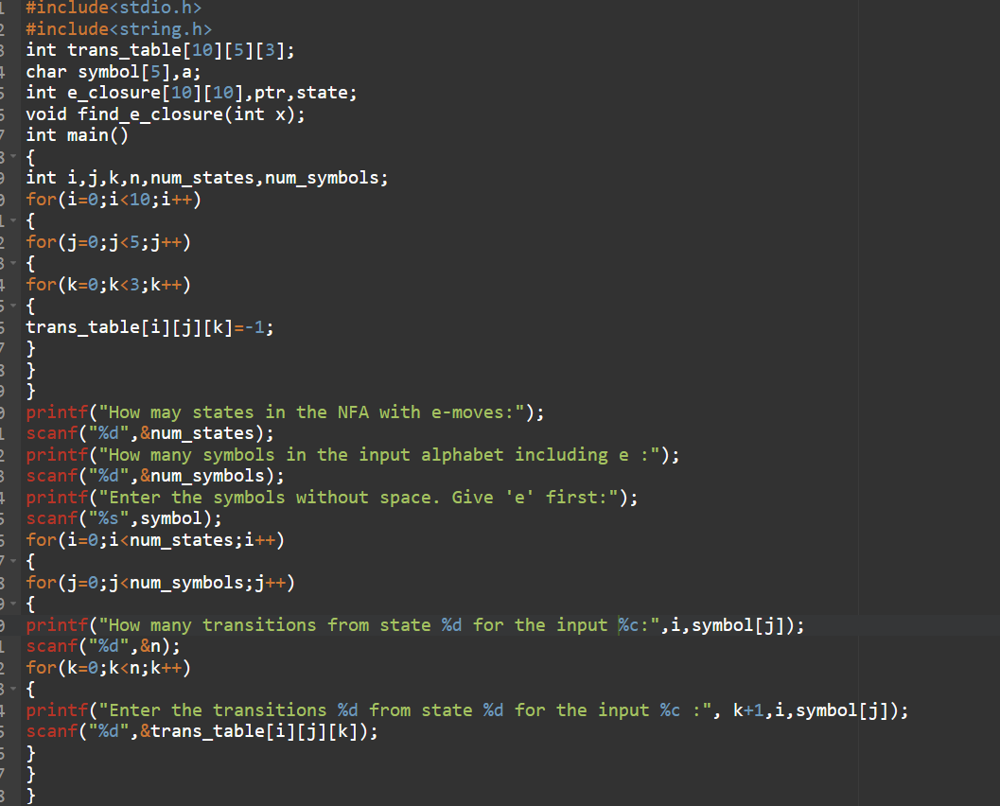 #include<stdio.h>
#include<string.h>
int trans_table[10][5][3];
char symbol[5],a;
int e_closure[10][10],ptr,state;
void find_e_closure(int x);
int main()
{
int i,j,k,n,num_states,num_symbols;
for(i=0;i<10;i++)
{
for(j=0;j<5;j++)
{
for(k=0;k<3;k++)
{
trans_table[i][j][k]=-1;
}
}
}
printf("How may states in the NFA with e-moves:");
scanf("%d",&num_states);
printf("How many symbols in the input alphabet including e :");
scanf("%d",&num_symbols);
printf("Enter the symbols without space. Give 'e' first:");
scanf("%s",symbol);
for(i=0;i<num_states;i++)
{
for(j=0;j<num_symbols;j++)
{
printf("How many transitions from state %d for the input %c:",i,symbol[j]);
scanf("%d",&n);
for(k=0;k<n;k++)
{
printf("Enter the transitions %d from state %d for the input %c :", k+1,i,symbol[j]);
scanf("%d",&trans_table[i][j][k]);
}
}
}